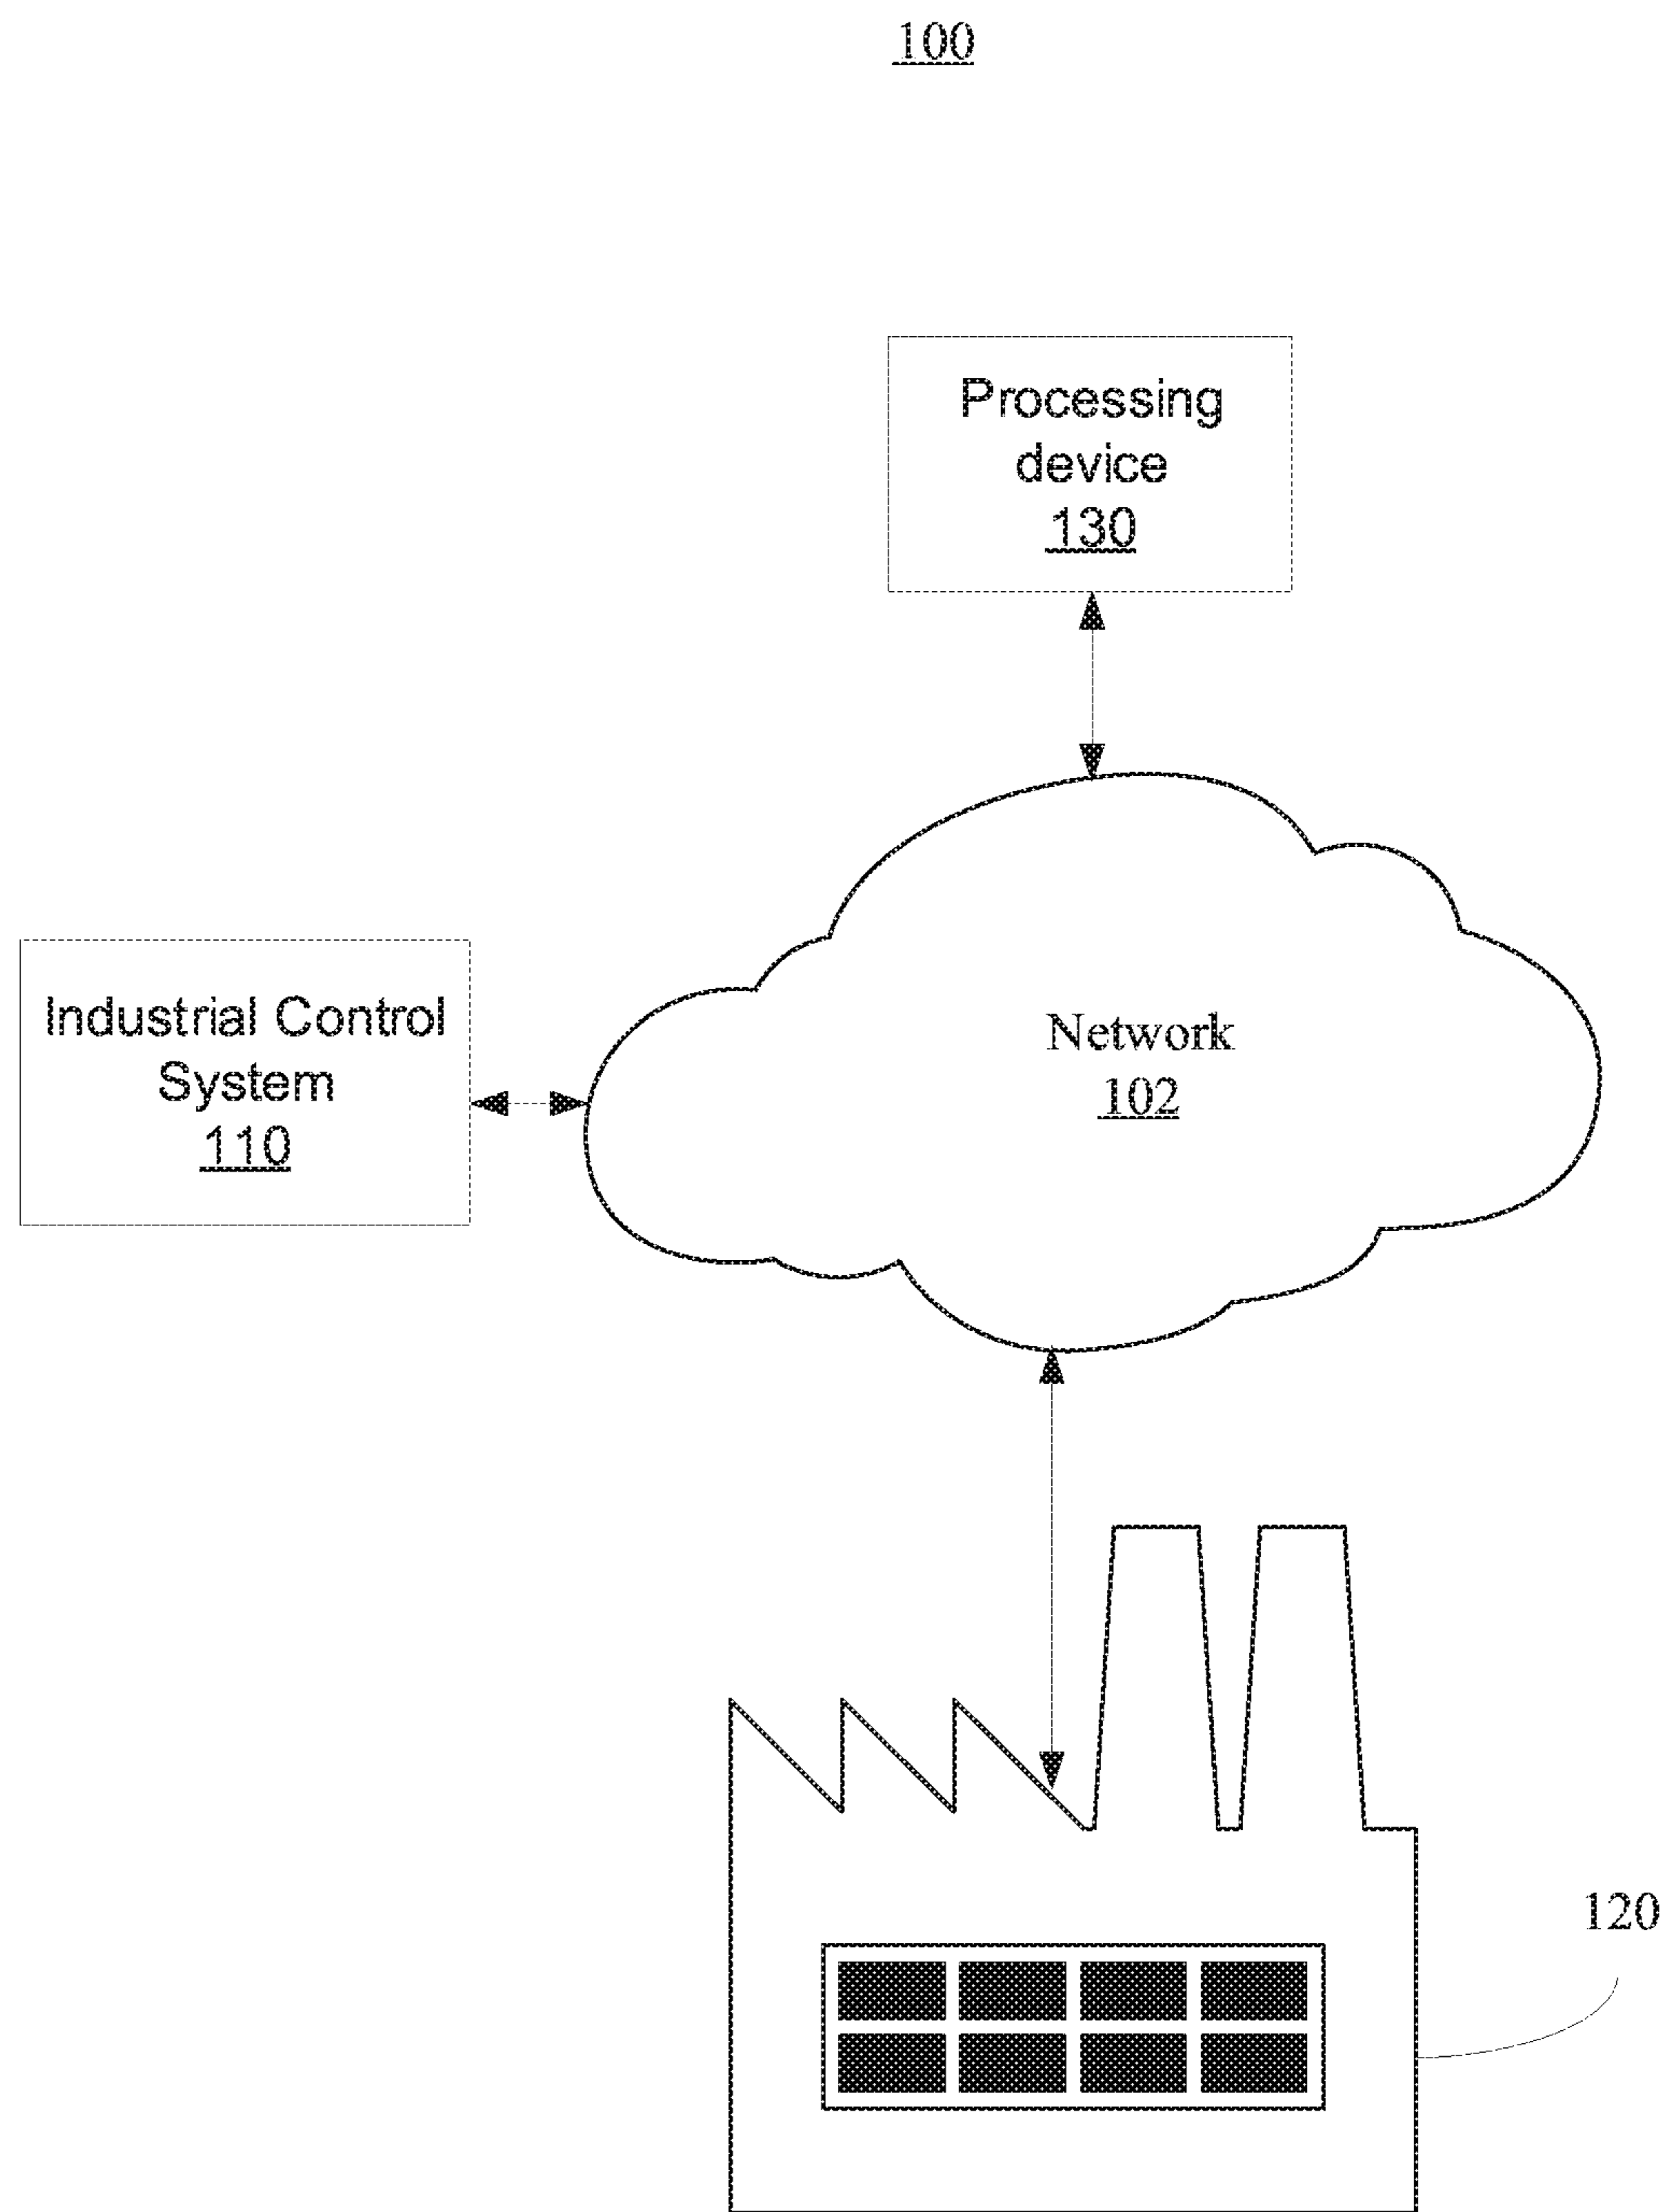 100
Processing
device
130
Industrial Control
System
110
Network
102
120